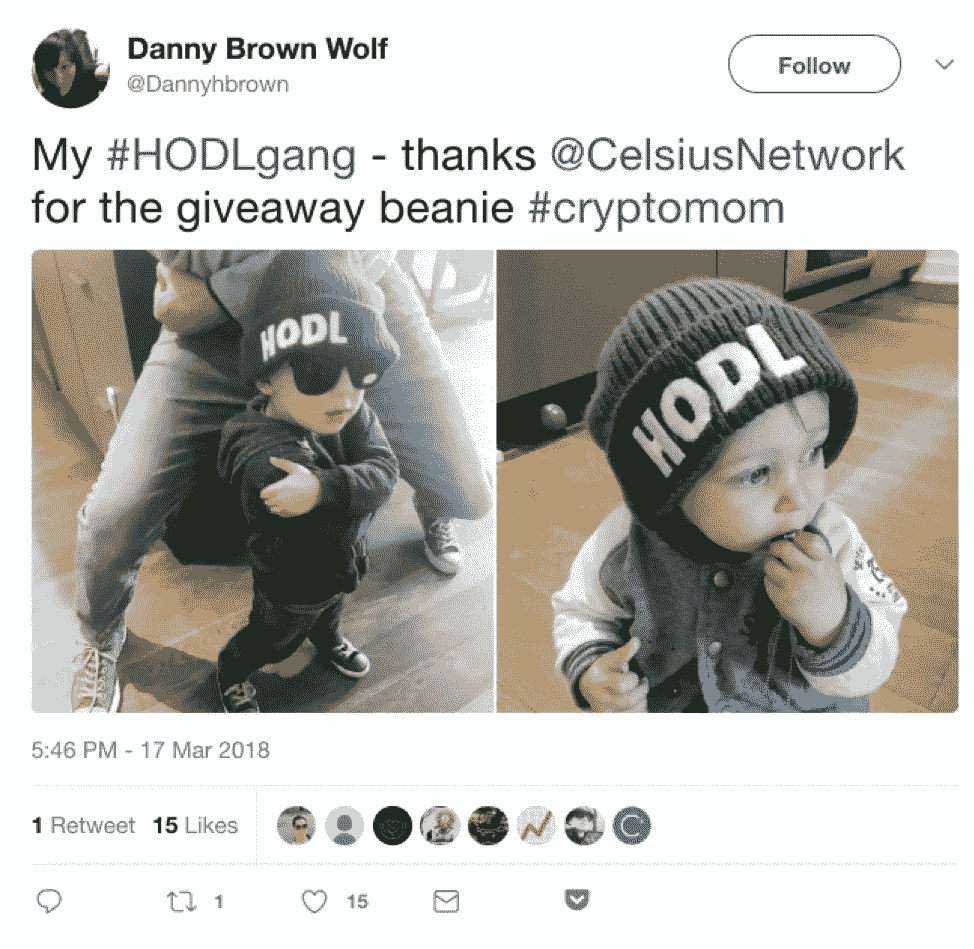 Danny Brown Wolf
@Dannyhbrown
Follow
My #HODLgang - thanks @CelsiusNetwork
for the giveaway beanie #cryptomom
HODL
HODL
5:46 PM - 17 Mar 2018
1 Retweet 15 Likes
1 15